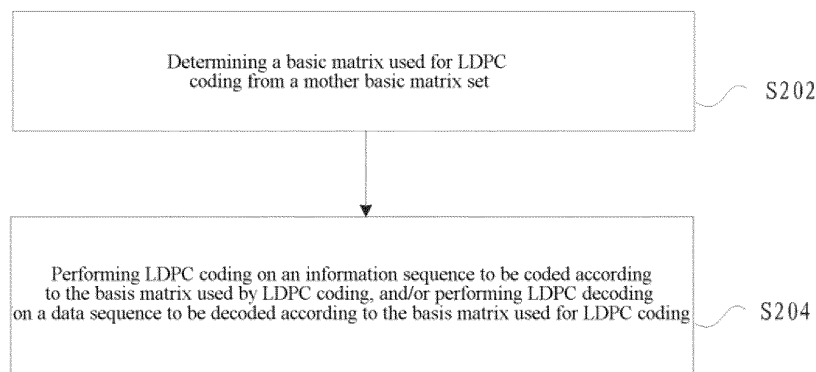 Determining a basic matrix used for LDPC
coding from a mother basic matrix set
S202
Performing LDPC coding on an information sequence to be coded according
to the basis matrix used by LDPC coding, and/or performing LDPC decoding
on a data sequence to be decoded according to the basis matrix used for LDPC coding
S204